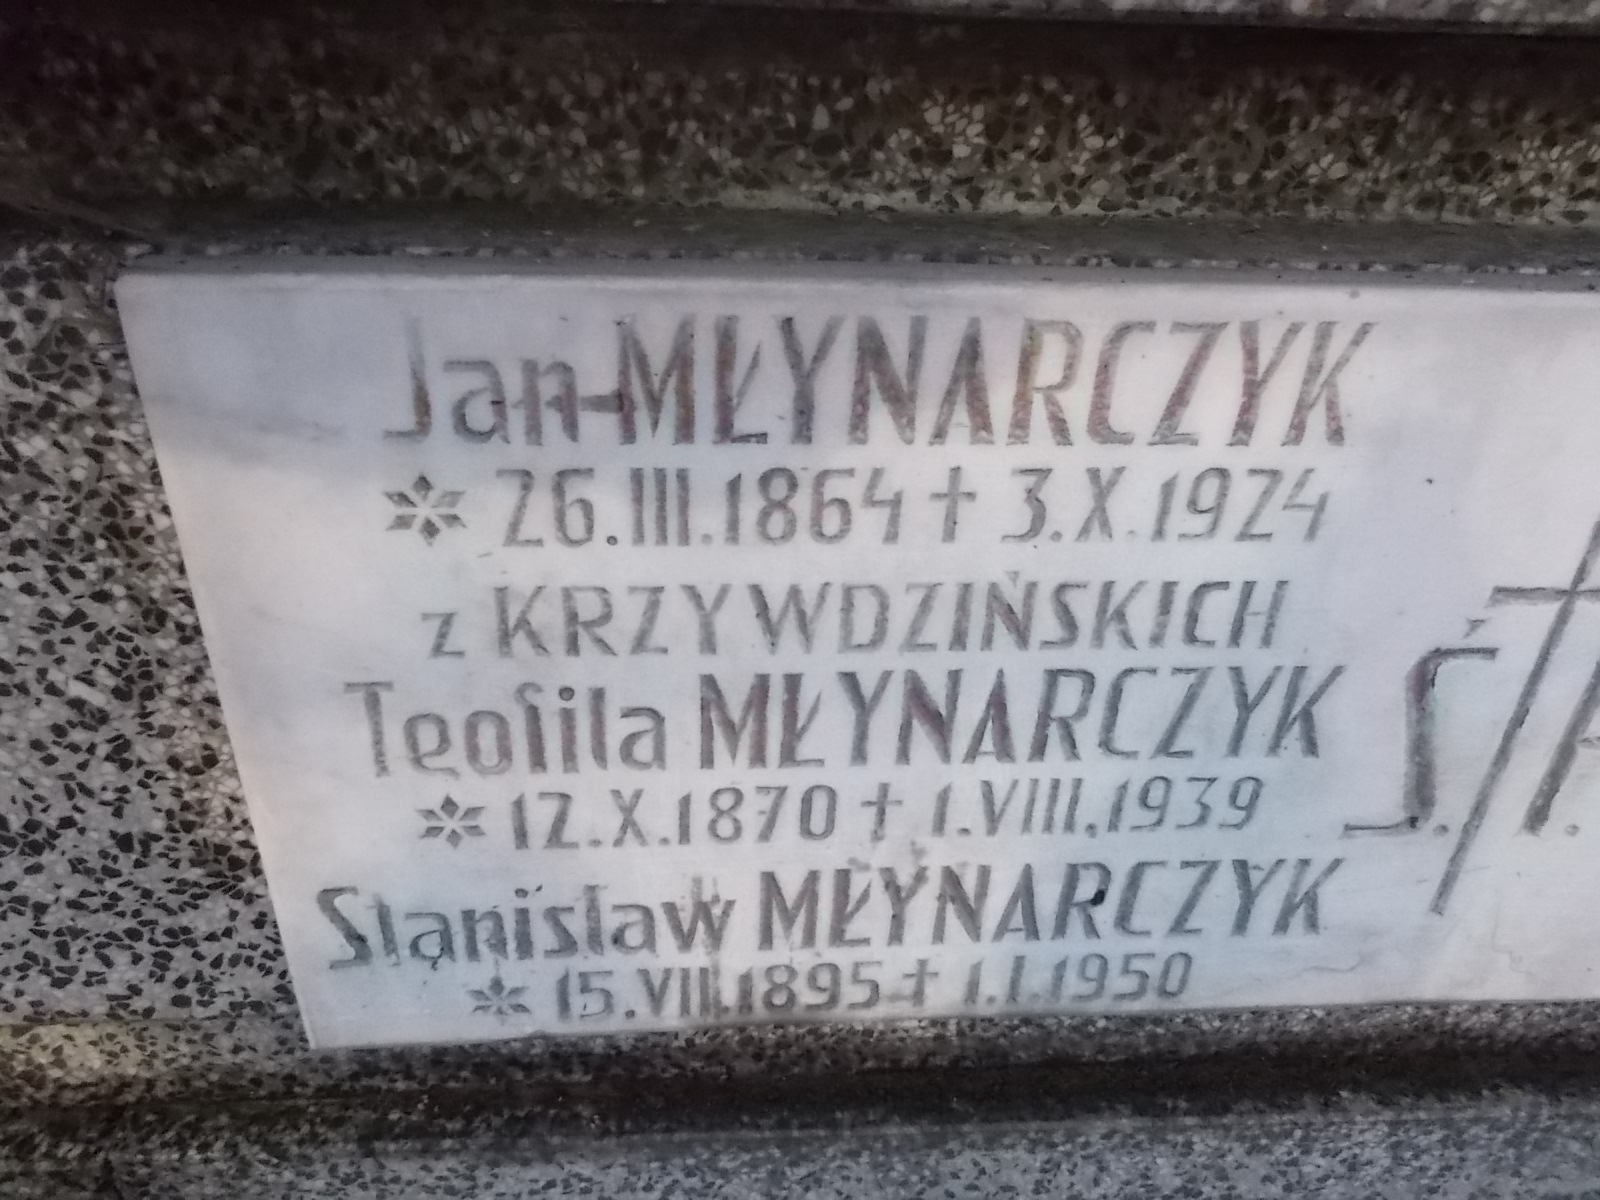 Jan MŁYNARCZYK
* 26.III.1864 † 3.X.1924
z KRZYWDZIŃSKICH
Teofila MŁYNARCZYK
* 12.X.1870 † 1.VIII.1939
Stanisław MŁYNARCZYK
* 15.VII.1895 † 1.I.1950
Ś.